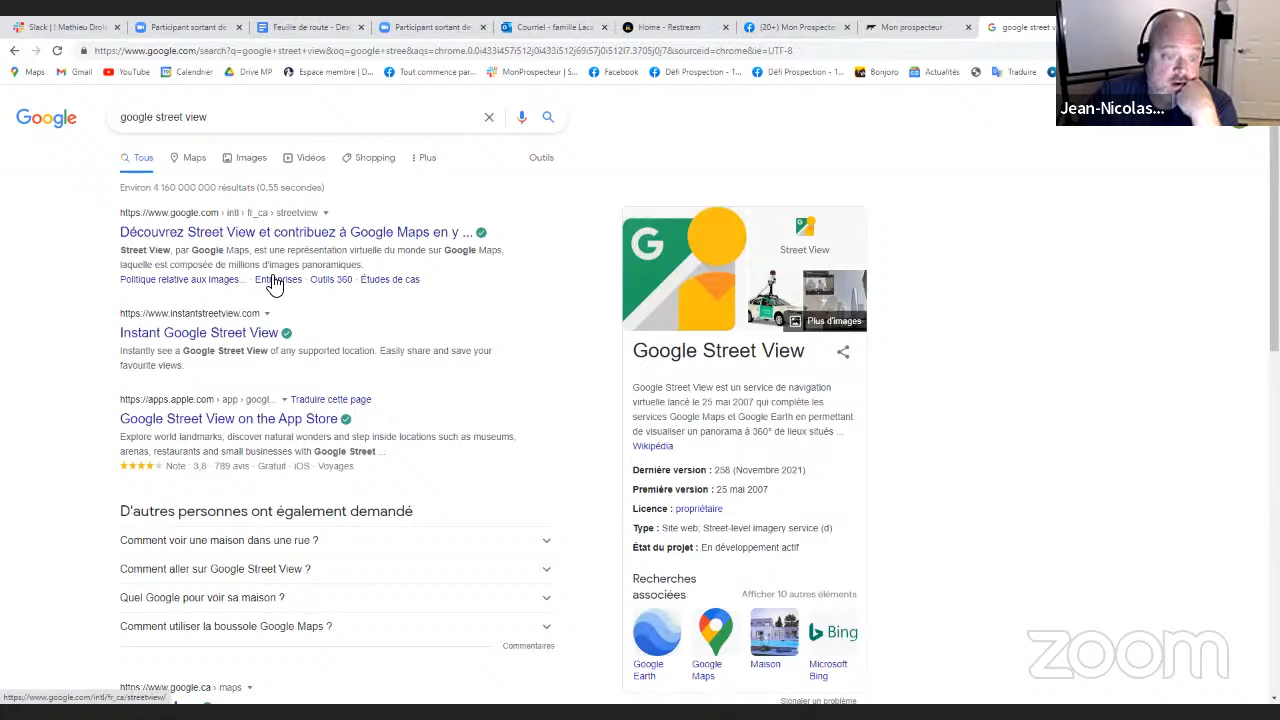 Slack !! Mathieu Drole
Participant sortant de
Feuille de route - Dev
Participant sortant de
Courriel - famille Laca
Home - Restream
(20+) Mon Prospecteu
Mon prospecteur
google street v
https://www.google.com/search?q=google+street+view&oq=google+stree&aqs=chrome.0.0i433i457i512j0i433i512j69i57j0i512l7.3705j0j7&sourceid=chrome&ie=UTF-8
Maps
Gmail
YouTube
Calendrier
Drive MP
Espace membre D...
Tout commence par...
MonProspecteur | S...
Facebook
Défi Prospection - 1...
Défi Prospection - 1...
Bonjoro
Actualités
Traduire
Jean-Nicolas...
Google
google street view
Tous
Maps
Images
Vidéos
Shopping
Plus
Outils
Environ 4 160 000 000 résultats (0,55 secondes)
https://www.google.com › intl › fr_ca › streetview
Découvrez Street View et contribuez à Google Maps en y ...
Street View, par Google Maps, est une représentation virtuelle du monde sur Google Maps,
laquelle est composée de millions d'images panoramiques.
Politique relative aux images... · Entreprises · Outils 360 · Études de cas
https://www.instantstreetview.com
Instant Google Street View
Instantly see a Google Street View of any supported location. Easily share and save your
favourite views.
https://apps.apple.com › app › googl... Traduire cette page
Google Street View on the App Store
Explore world landmarks, discover natural wonders and step inside locations such as museums,
arenas, restaurants and small businesses with Google Street ...
Note : 3,8 · 789 avis · Gratuit · iOS · Voyages
D'autres personnes ont également demandé
Comment voir une maison dans une rue ?
Comment aller sur Google Street View ?
Quel Google pour voir sa maison ?
Comment utiliser la boussole Google Maps ?
Commentaires
https://www.google.ca › maps
https://www.google.com/intl/fr_ca/streetview/
G
Street View
Plus d'images
Google Street View
Google Street View est un service de navigation
virtuelle lancé le 25 mai 2007 qui complète les
services Google Maps et Google Earth en permettant
de visualiser un panorama à 360° de lieux situés ...
Wikipédia
Dernière version : 258 (Novembre 2021)
Première version : 25 mai 2007
Licence : propriétaire
Type : Site web; Street-level imagery service (d)
État du projet : En développement actif
Recherches
associées
Afficher 10 autres éléments
Bing
Google
Earth
Google
Maps
Maison
Microsoft
Bing
Signaler un problème
zoom